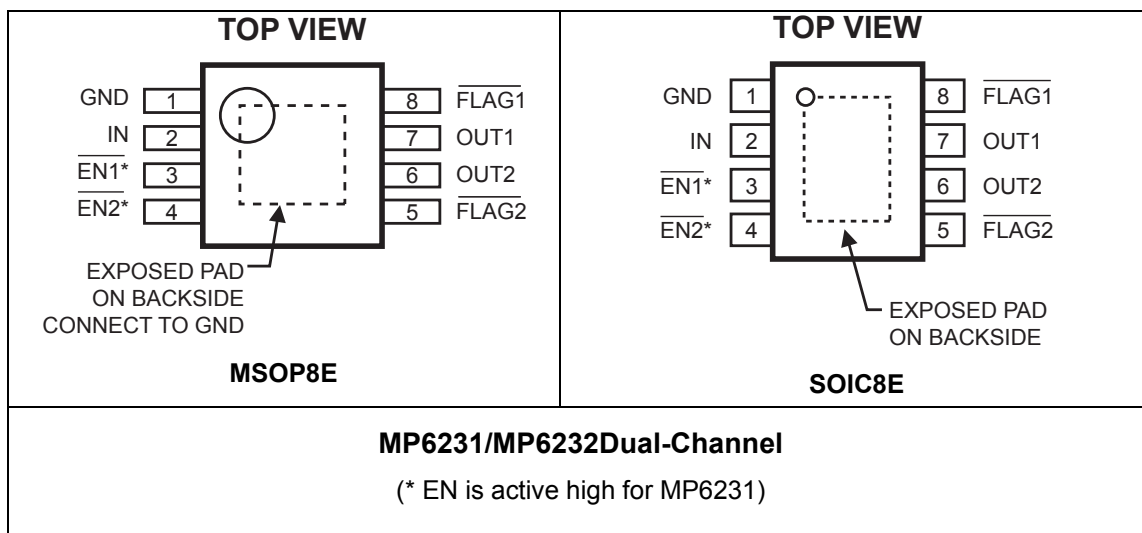 TOP VIEW
GND 1
IN 2
EN1* 3
EN2* 4
8 FLAG1
7 OUT1
6 OUT2
5 FLAG2
EXPOSED PAD
ON BACKSIDE
CONNECT TO GND
MSOP8E
TOP VIEW
GND 1
IN 2
EN1* 3
EN2* 4
8 FLAG1
7 OUT1
6 OUT2
5 FLAG2
EXPOSED PAD
ON BACKSIDE
SOIC8E
MP6231/MP6232Dual-Channel
(* EN is active high for MP6231)